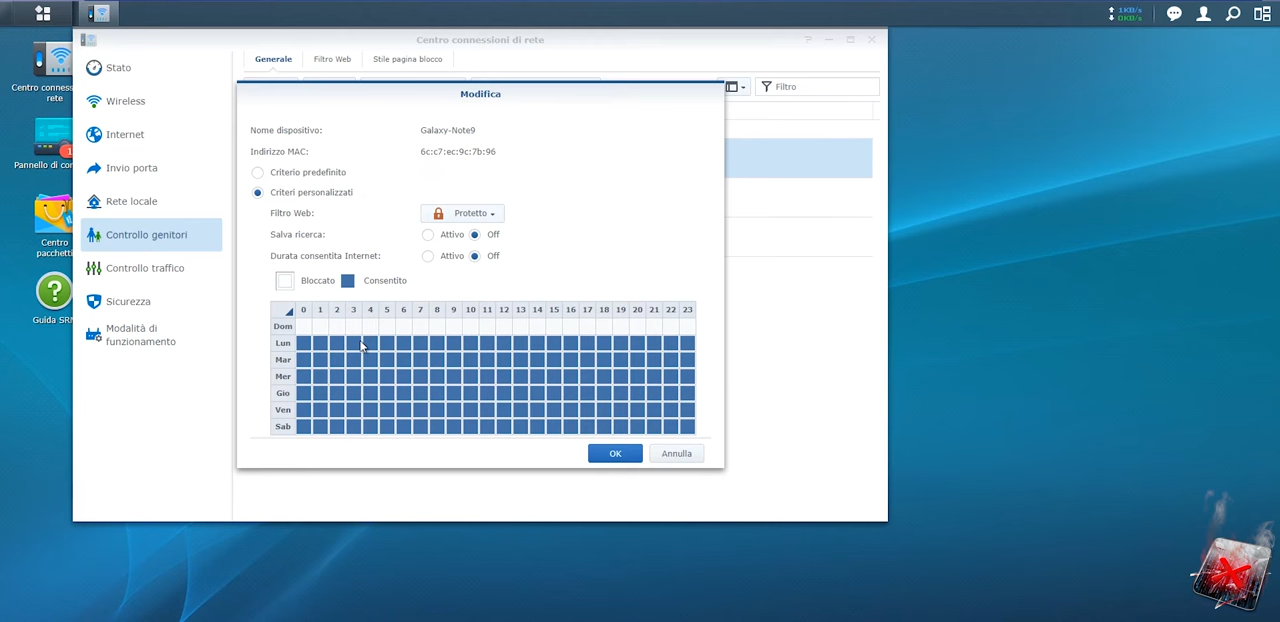 1KB/s
0KB/s
Centro connessioni di rete
Centro conness
rete
Pannello di con
1
Centro
pacchetti
Guida SRM
Stato
Wireless
Internet
Invio porta
Rete locale
Controllo genitori
Controllo traffico
Sicurezza
Modalità di
funzionamento
Generale Filtro Web Stile pagina blocco
Filtro
Modifica
Nome dispositivo: Galaxy-Note9
Indirizzo MAC: 6c:c7:ec:9c:7b:96
Criterio predefinito
Criteri personalizzati
Filtro Web: Protetto
Salva ricerca: Attivo Off
Durata consentita Internet: Attivo Off
Bloccato Consentito
0 1 2 3 4 5 6 7 8 9 10 11 12 13 14 15 16 17 18 19 20 21 22 23
Dom
Lun
Mar
Mer
Gio
Ven
Sab
OK Annulla